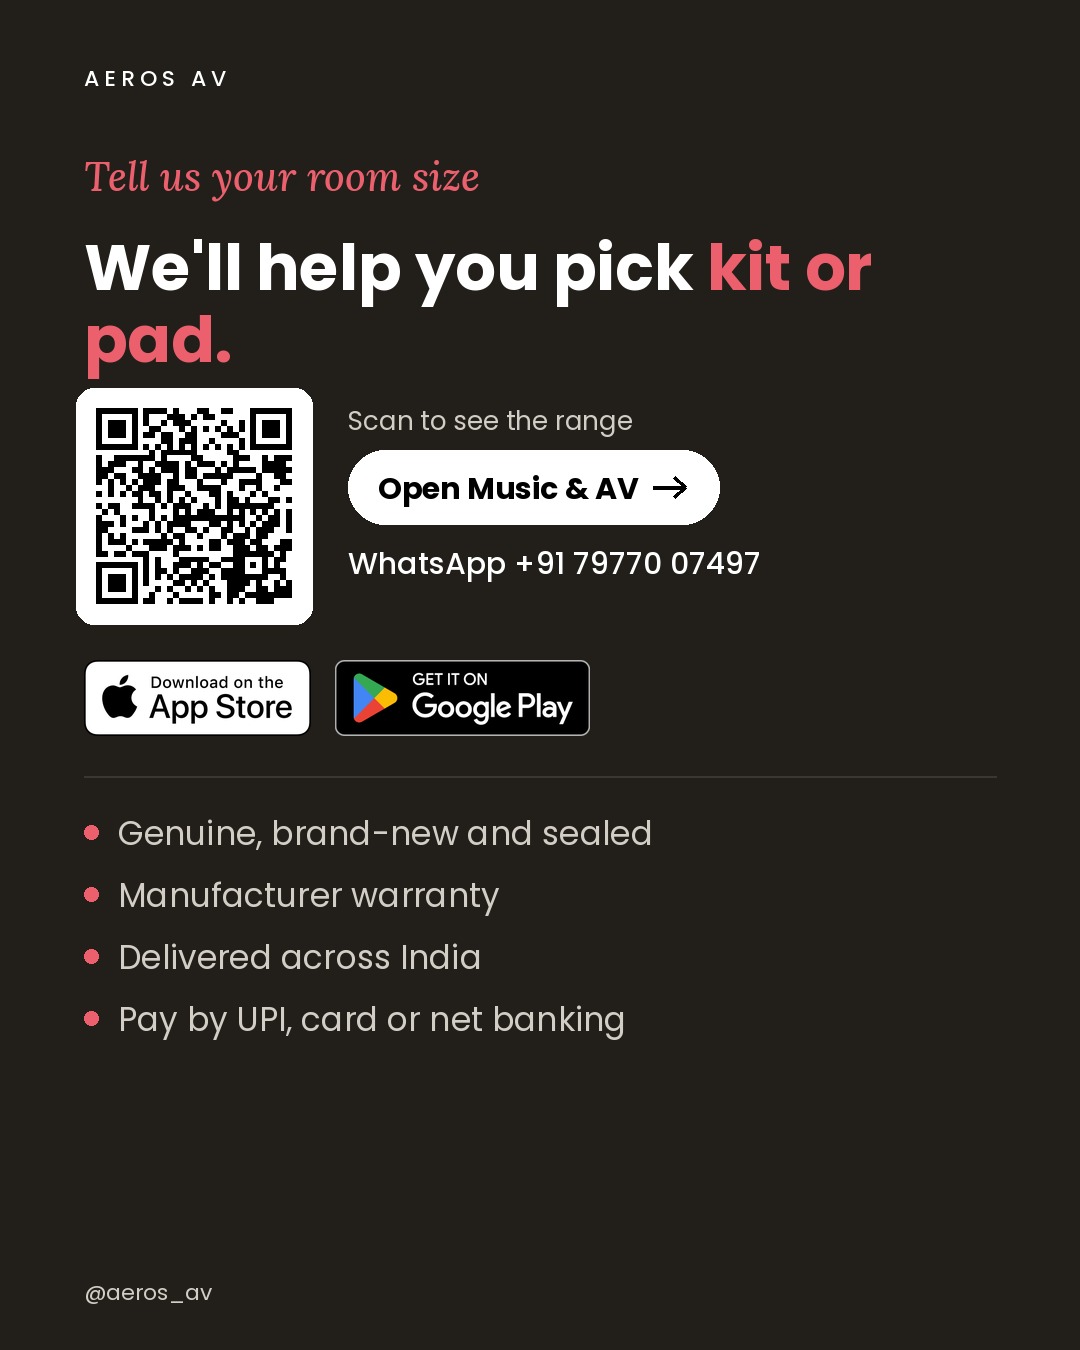 AEROS AV
Tell us your room size
We'll help you pick kit or
pad.
Scan to see the range
Open Music & AV →
WhatsApp +91 79770 07497
Download on the
App Store
GET IT ON
Google Play
Genuine, brand-new and sealed
Manufacturer warranty
Delivered across India
Pay by UPI, card or net banking
@aeros_av